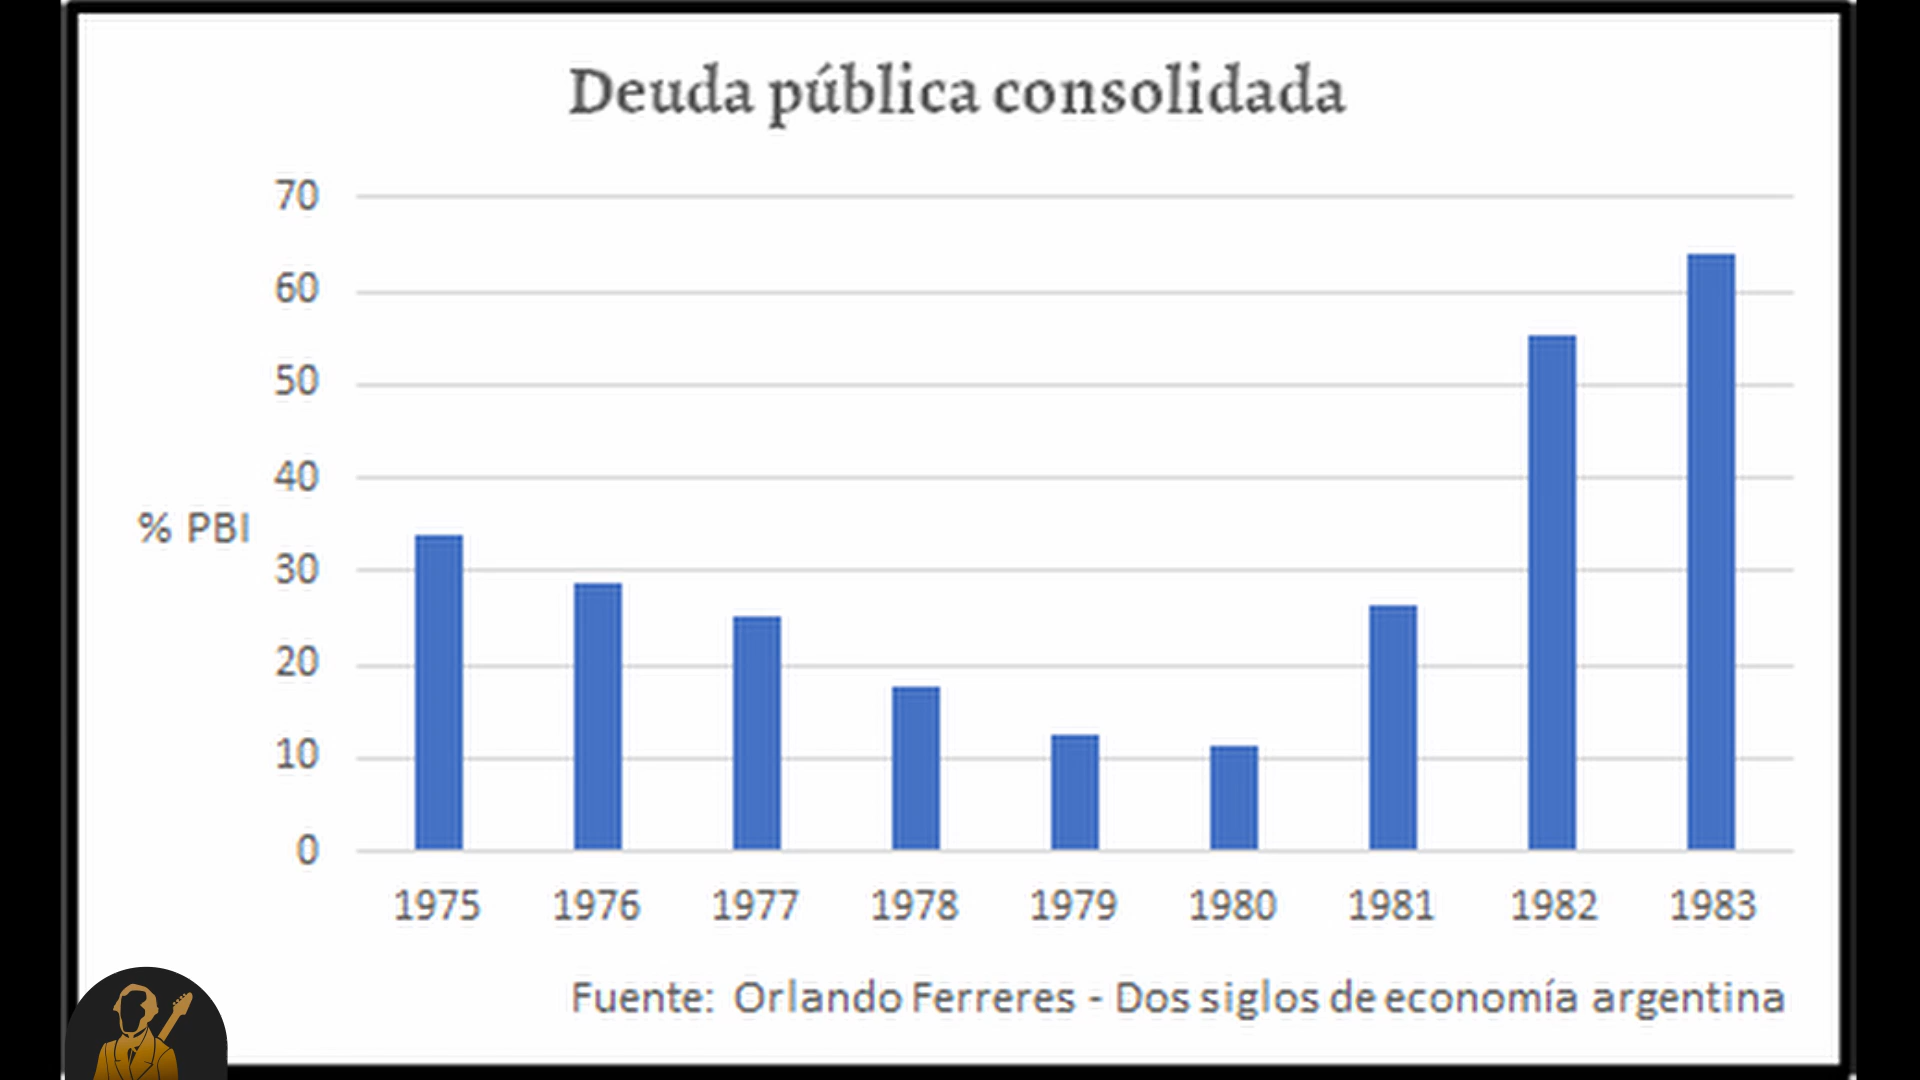 Deuda pública consolidada
70
60
50
40
% PBI
30
20
10
0
1975 1976 1977 1978 1979 1980 1981 1982 1983
Fuente: Orlando Ferreres - Dos siglos de economía argentina